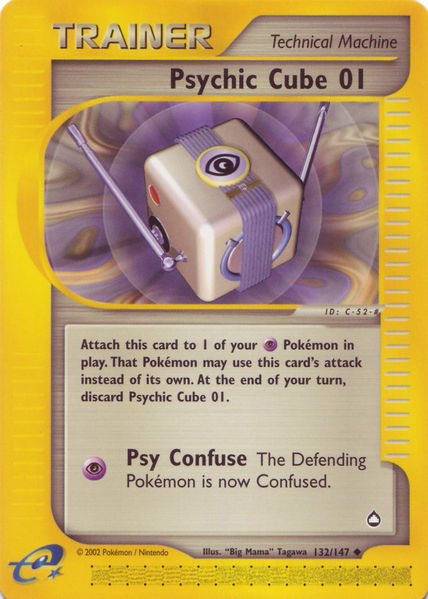 TRAINER
Technical Machine
Psychic Cube 01
ID: C-52-#
Attach this card to 1 of your Pokémon in
play. That Pokémon may use this card's attack
instead of its own. At the end of your turn,
discard Psychic Cube 01.
Psy Confuse The Defending
Pokémon is now Confused.
© 2002 Pokémon / Nintendo Illus. "Big Mama" Tagawa 132/147 ◆
e